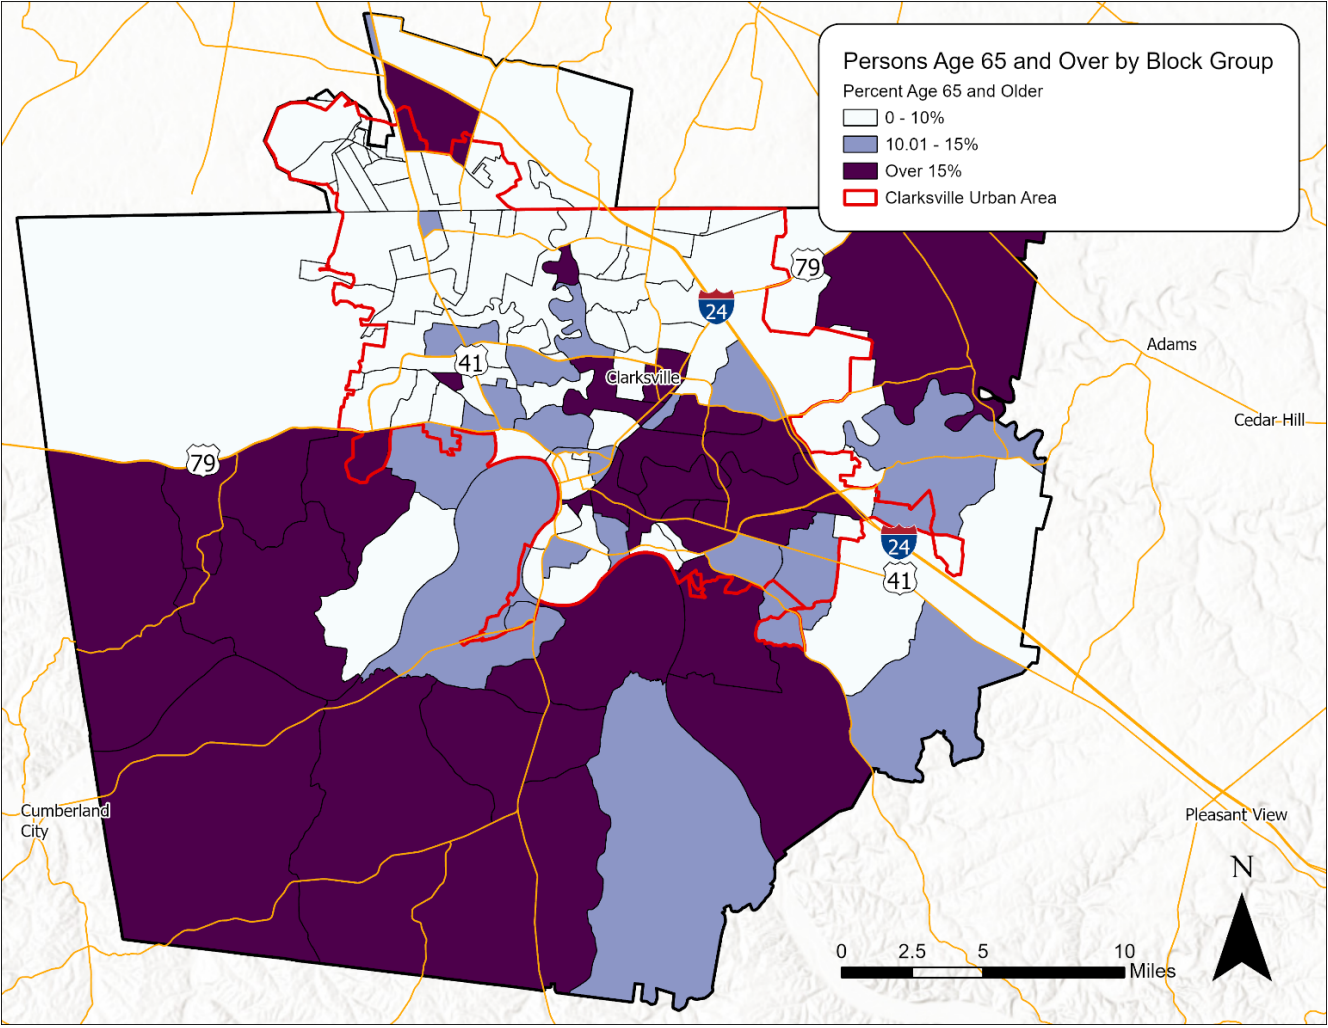 Persons Age 65 and Over by Block Group
Percent Age 65 and Older
0 - 10%
10.01 - 15%
Over 15%
Clarksville Urban Area
79
24
Adams
41
Clarksville
Cedar Hill
79
24
41
Cumberland
City
Pleasant View
N
0 2.5 5 10
Miles